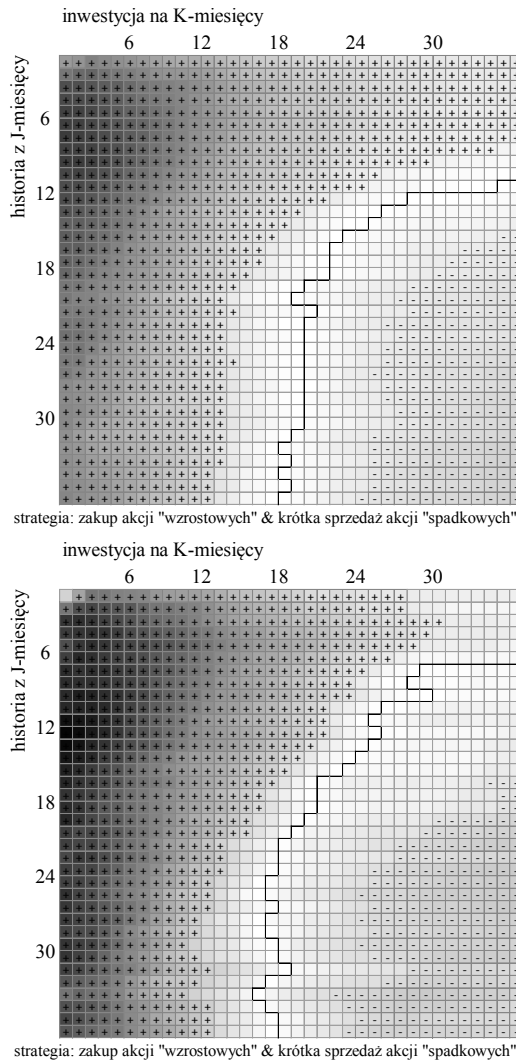 inwestycja na K-miesięcy
6 12 18 24 30
historia z J-miesięcy
6
12
18
24
30
strategia: zakup akcji "wzrostowych" & krótka sprzedaż akcji "spadkowych"
inwestycja na K-miesięcy
6 12 18 24 30
historia z J-miesięcy
6
12
18
24
30
strategia: zakup akcji "wzrostowych" & krótka sprzedaż akcji "spadkowych"